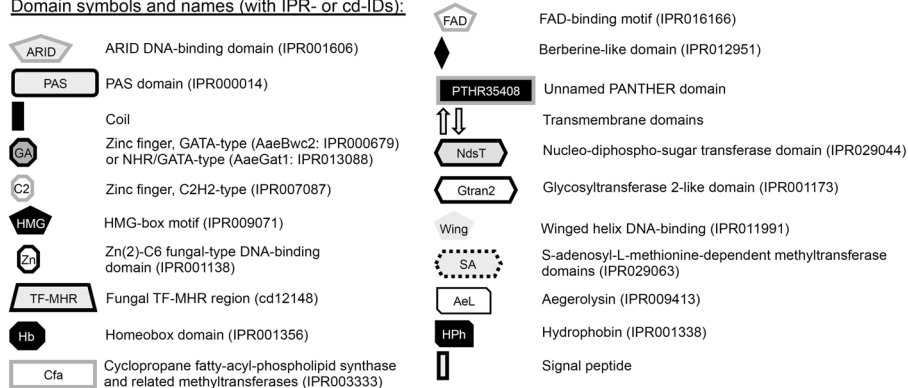 Domain symbols and names (with IPR- or cd-IDs):
ARID ARID DNA-binding domain (IPR001606)
PAS PAS domain (IPR000014)
Coil
GA Zinc finger, GATA-type (AaeBwc2: IPR000679)
or NHR/GATA-type (AaeGat1: IPR013088)
C2 Zinc finger, C2H2-type (IPR007087)
HMG HMG-box motif (IPR009071)
Zn Zn(2)-C6 fungal-type DNA-binding
domain (IPR001138)
TF-MHR Fungal TF-MHR region (cd12148)
Hb Homeobox domain (IPR001356)
Cfa Cyclopropane fatty-acyl-phospholipid synthase
and related methyltransferases (IPR003333)
FAD FAD-binding motif (IPR016166)
Berberine-like domain (IPR012951)
PTHR35408 Unnamed PANTHER domain
Transmembrane domains
NdsT Nucleo-diphospho-sugar transferase domain (IPR029044)
Gtran2 Glycosyltransferase 2-like domain (IPR001173)
Wing Winged helix DNA-binding (IPR011991)
SA S-adenosyl-L-methionine-dependent methyltransferase
domains (IPR029063)
AeL Aegerolysin (IPR009413)
HPh Hydrophobin (IPR001338)
Signal peptide